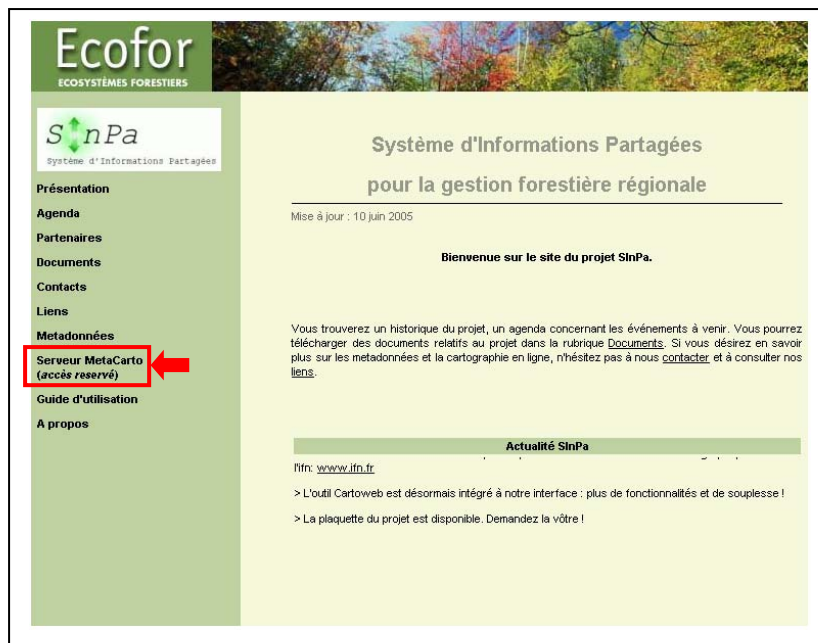 Ecofor
ECOSYSTÈMES FORESTIERS
SInPa
Système d'Informations Partagées
Présentation
Agenda
Partenaires
Documents
Contacts
Liens
Metadonnées
Serveur MetaCarto
(accès reservé)
Guide d'utilisation
A propos
Système d'Informations Partagées
pour la gestion forestière régionale
Mise à jour : 10 juin 2005
Bienvenue sur le site du projet SInPa.
Vous trouverez un historique du projet, un agenda concernant les événements à venir. Vous pourrez
télécharger des documents relatifs au projet dans la rubrique Documents. Si vous désirez en savoir
plus sur les metadonnées et la cartographie en ligne, n'hésitez pas à nous contacter et à consulter nos
liens.
Actualité SInPa
l'ifn: www.ifn.fr
> L'outil Cartoweb est désormais intégré à notre interface : plus de fonctionnalités et de souplesse !
> La plaquette du projet est disponible. Demandez la vôtre !